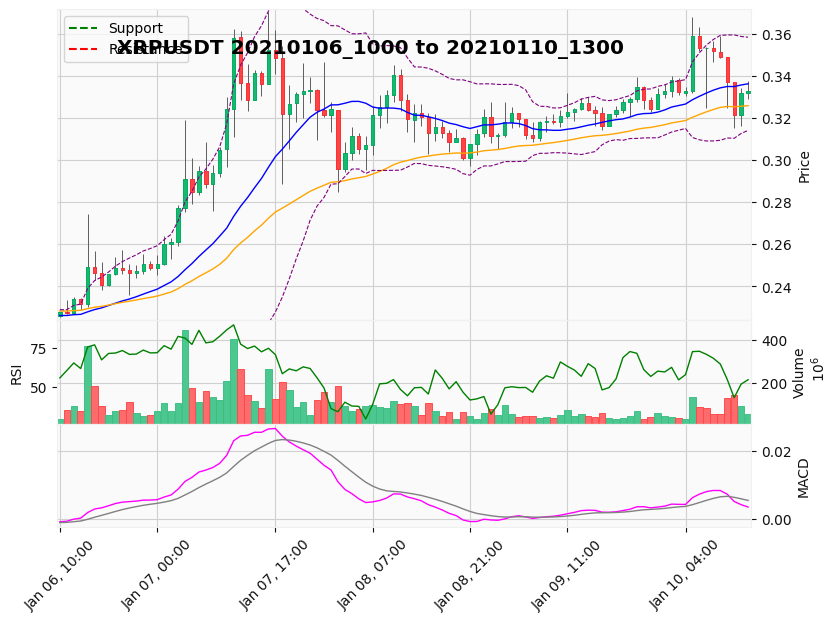 XRPUSDT 20210106_1000 to 20210110_1300
Support
Resistance
0.36
0.34
0.32
0.30
0.28
0.26
0.24
Price
75
50
RSI
400
200
Volume
10^6
0.02
0.00
MACD
Jan 06, 10:00
Jan 07, 00:00
Jan 07, 17:00
Jan 08, 07:00
Jan 08, 21:00
Jan 09, 11:00
Jan 10, 04:00